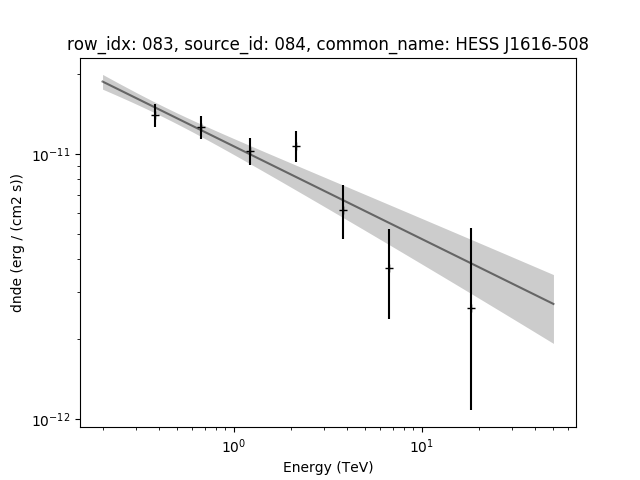 row_idx: 083, source_id: 084, common_name: HESS J1616-508
dnde (erg / (cm2 s))
10⁻¹¹
10⁻¹²
10⁰
10¹
Energy (TeV)